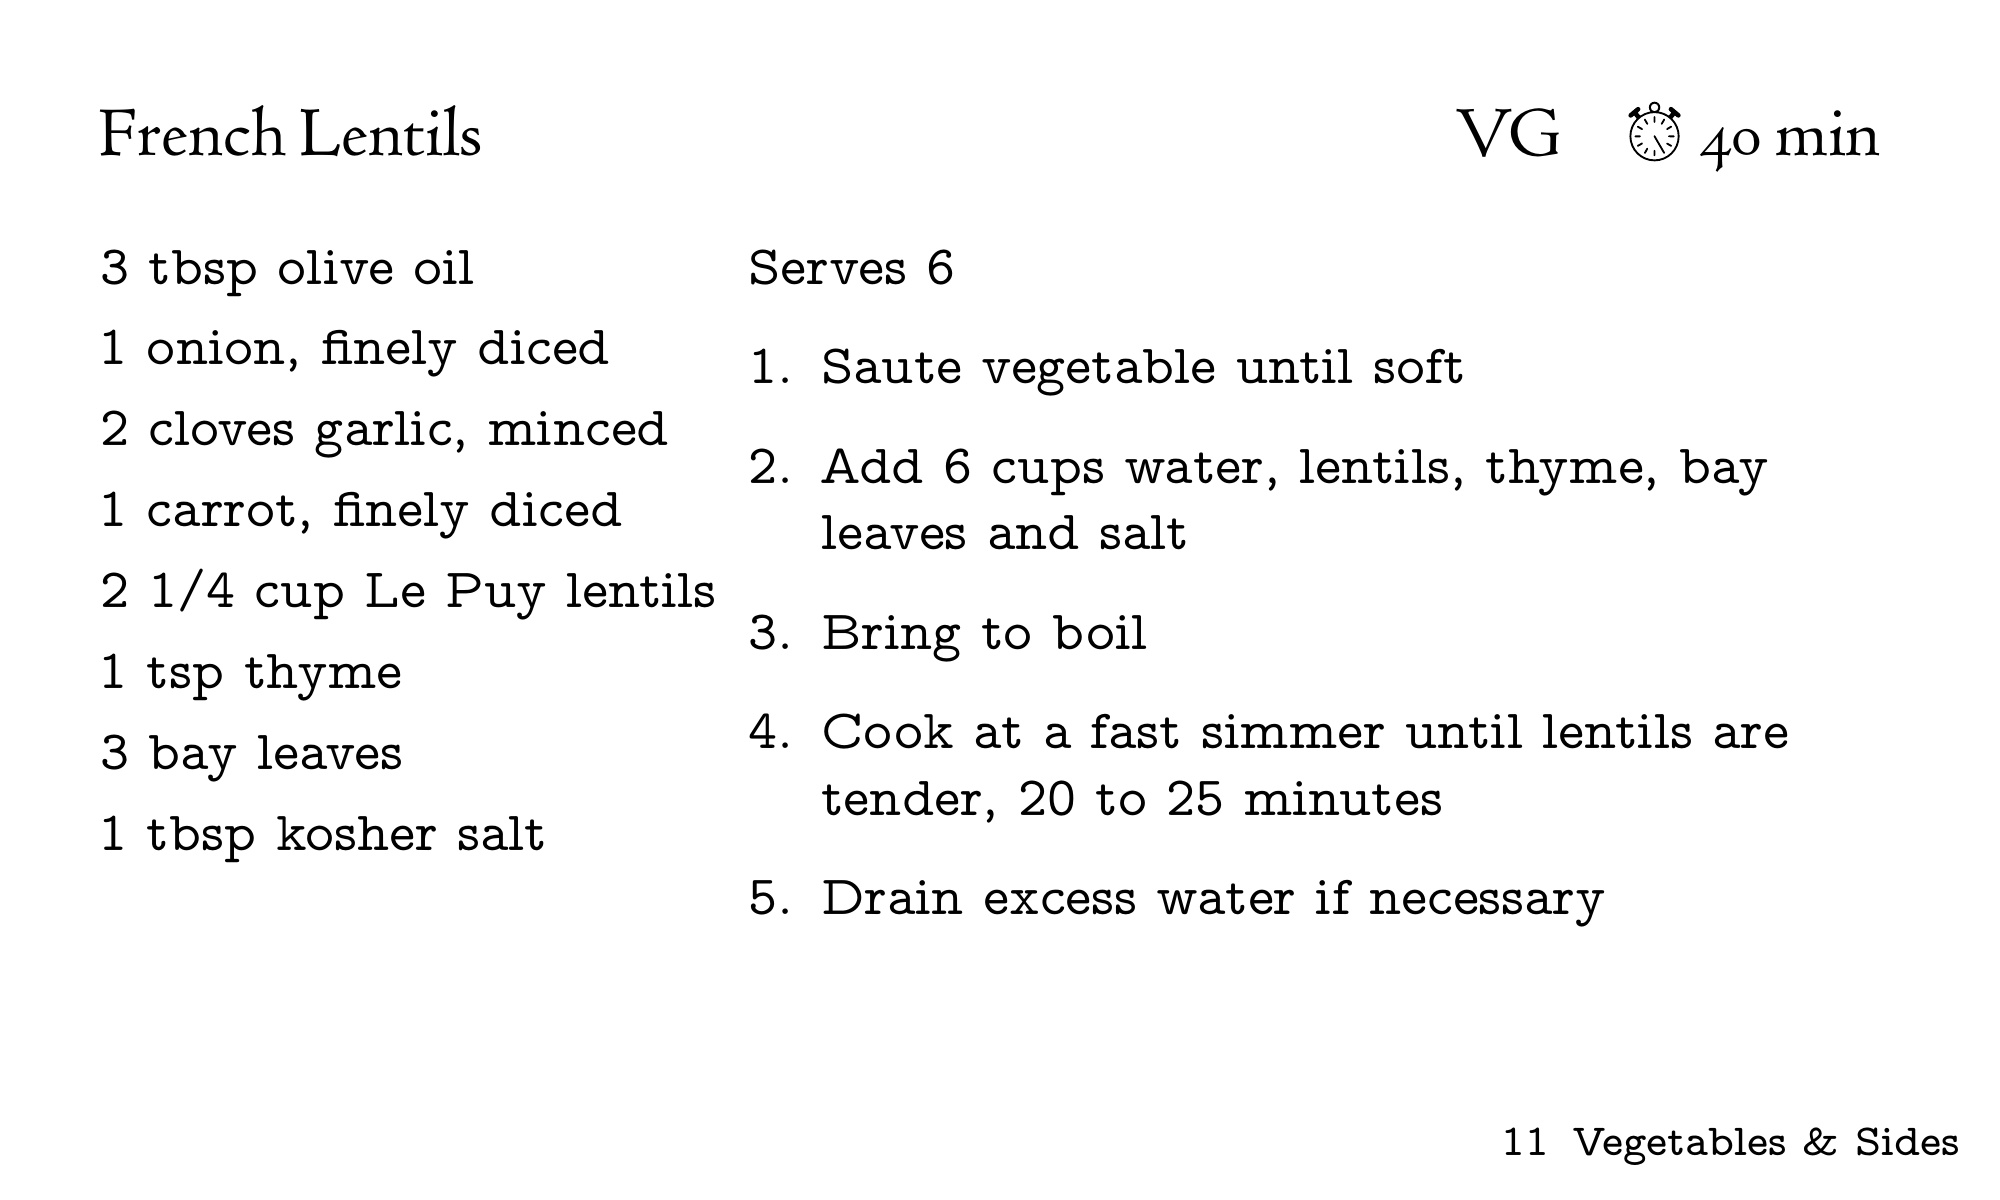 French Lentils
VG 40 min
3 tbsp olive oil
1 onion, finely diced
2 cloves garlic, minced
1 carrot, finely diced
2 1/4 cup Le Puy lentils
1 tsp thyme
3 bay leaves
1 tbsp kosher salt
Serves 6
1. Saute vegetable until soft
2. Add 6 cups water, lentils, thyme, bay
leaves and salt
3. Bring to boil
4. Cook at a fast simmer until lentils are
tender, 20 to 25 minutes
5. Drain excess water if necessary
11 Vegetables & Sides